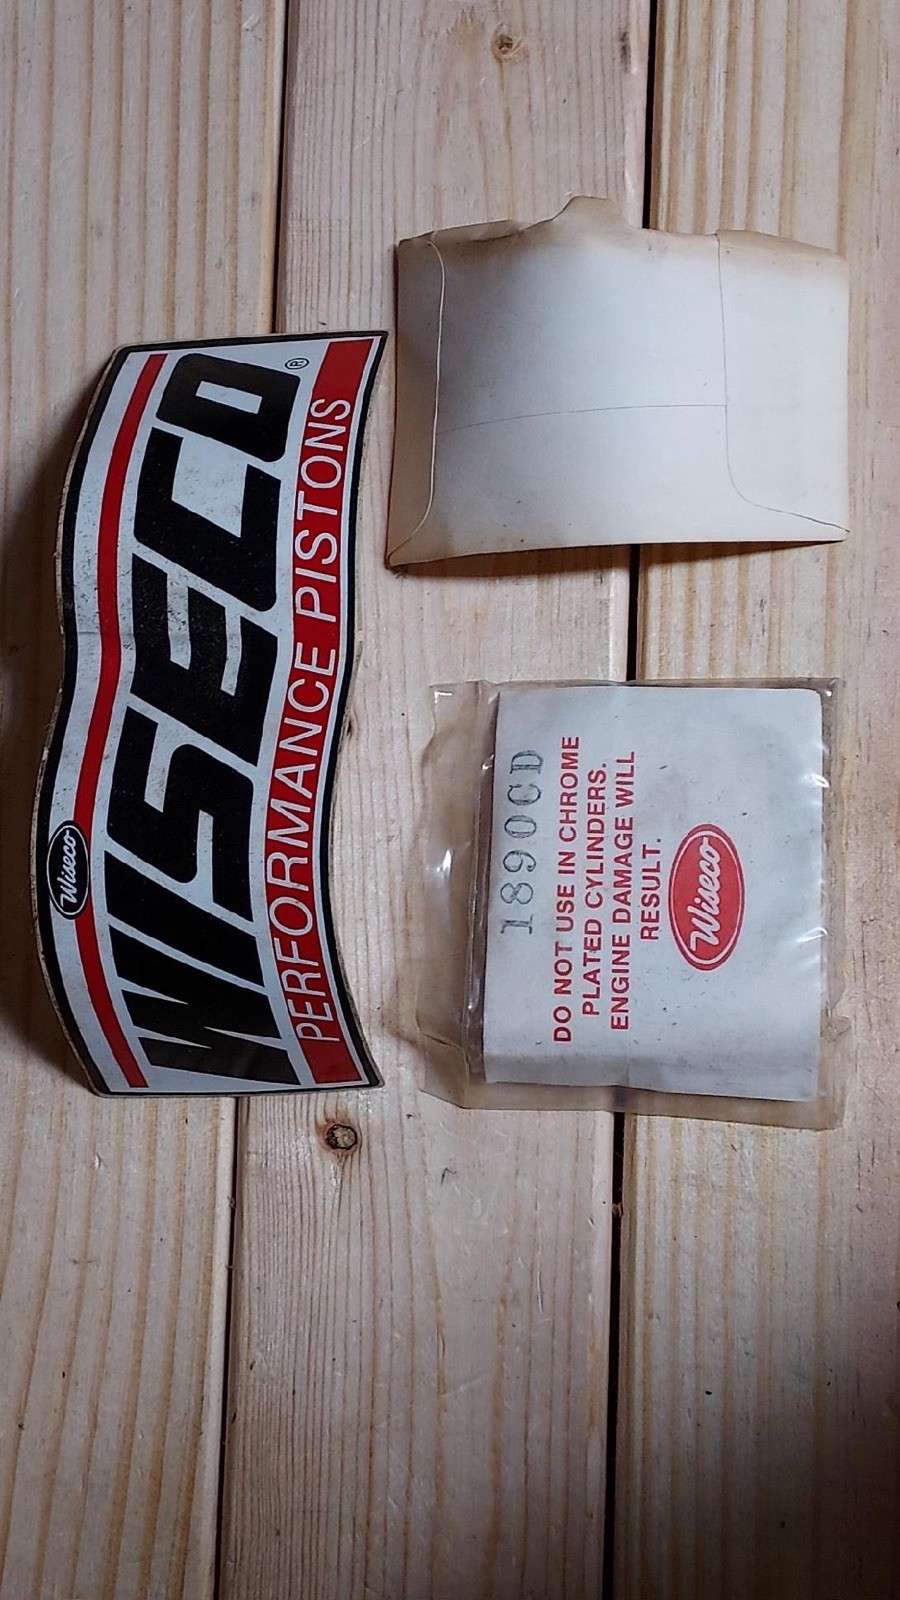 Wiseco
WISECO®
PERFORMANCE PISTONS
1890CD
DO NOT USE IN CHROME
PLATED CYLINDERS.
ENGINE DAMAGE WILL
RESULT.
Wiseco